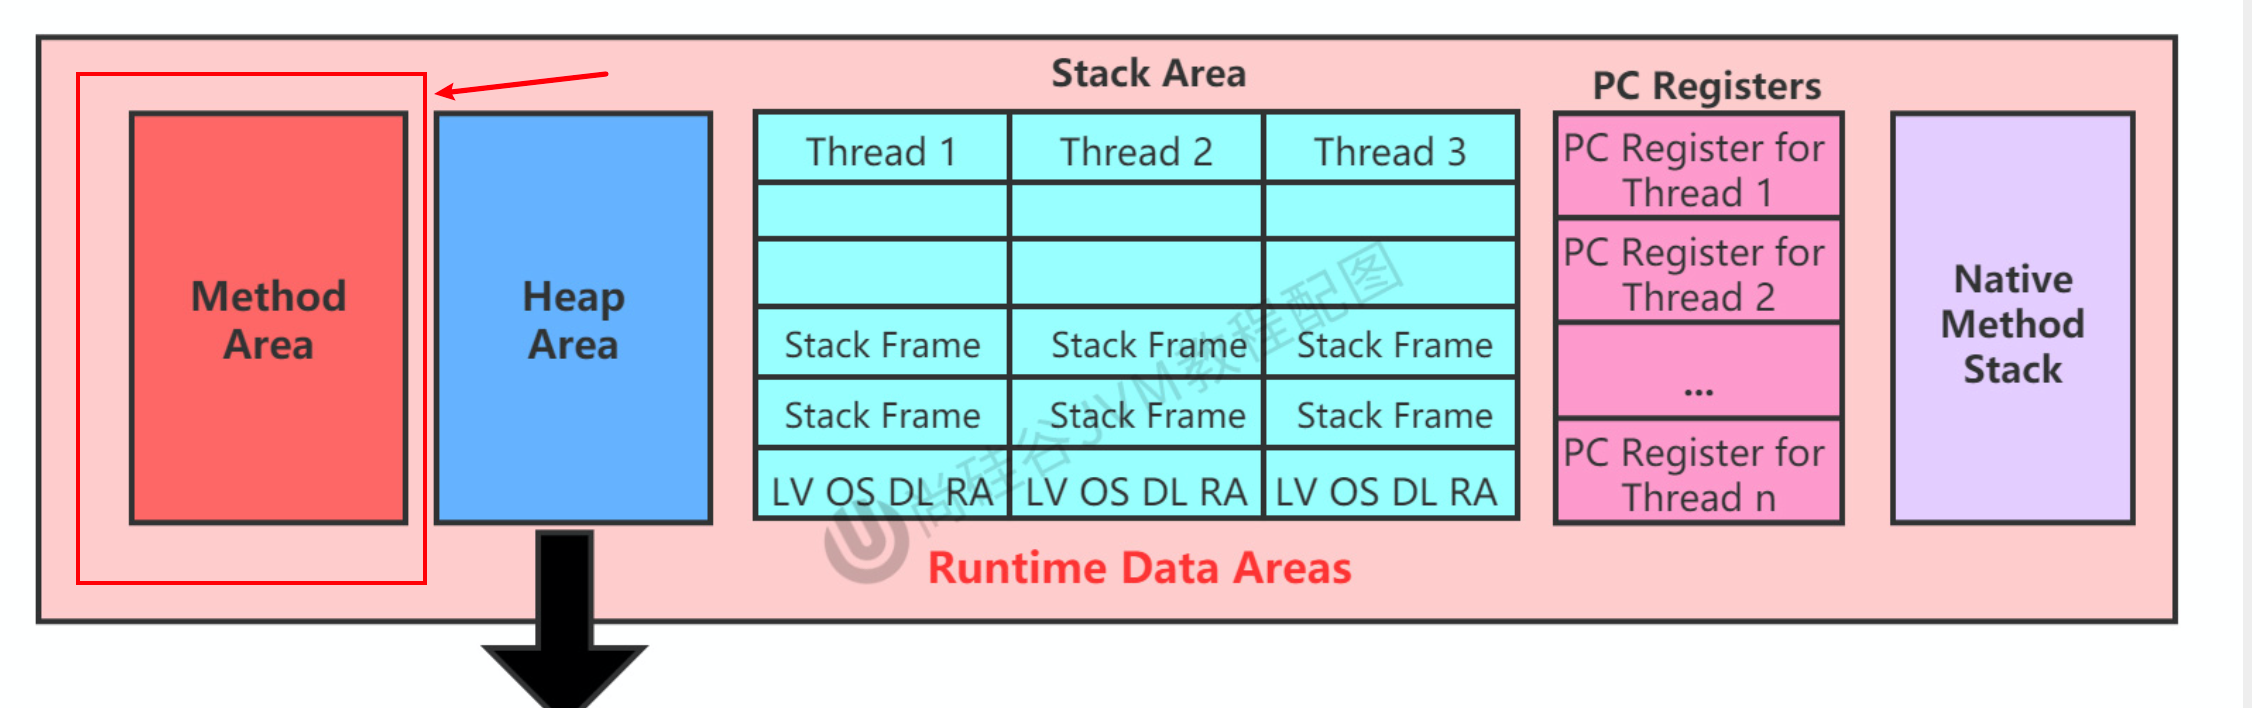 Method
Area
Heap
Area
Stack Area
Thread 1 Thread 2 Thread 3
Stack Frame Stack Frame Stack Frame
Stack Frame Stack Frame Stack Frame
LV OS DL RA LV OS DL RA LV OS DL RA
PC Registers
PC Register for
Thread 1
PC Register for
Thread 2
...
PC Register for
Thread n
Native
Method
Stack
Runtime Data Areas
尚硅谷JVM教程配图